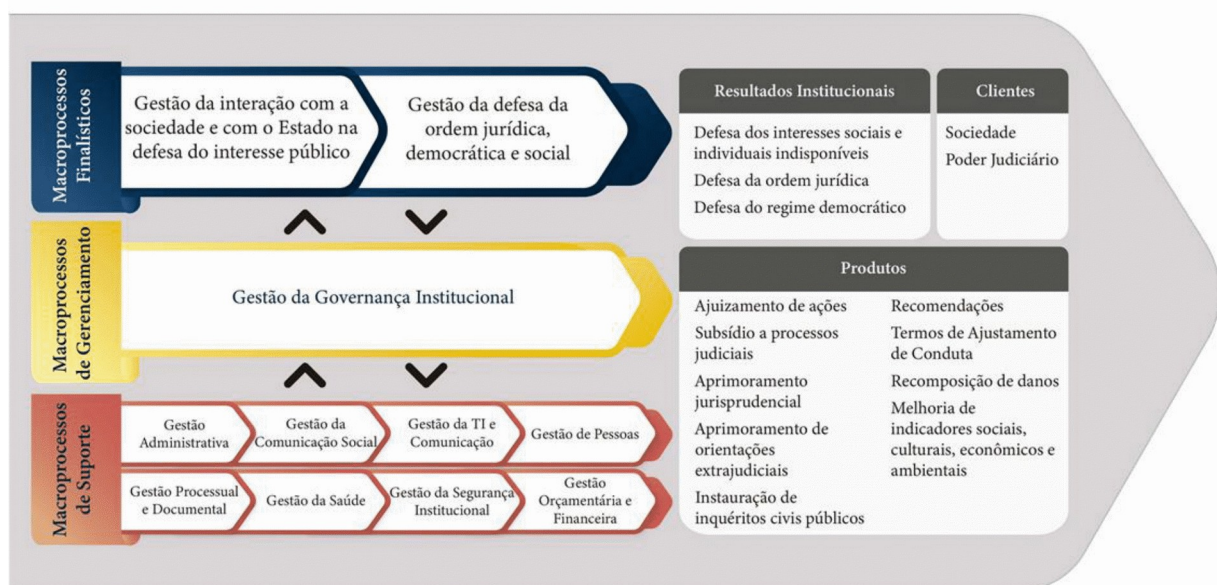 Macroprocessos
Finalísticos
Gestão da interação com a
sociedade e com o Estado na
defesa do interesse público
Gestão da defesa da
ordem jurídica,
democrática e social
Macroprocessos
de Gerenciamento
Gestão da Governança Institucional
Macroprocessos
de Suporte
Gestão
Administrativa
Gestão da
Comunicação Social
Gestão da TI e
Comunicação
Gestão de Pessoas
Gestão Processual
e Documental
Gestão da Saúde
Gestão da Segurança
Institucional
Gestão
Orçamentária e
Financeira
Resultados Institucionais
Defesa dos interesses sociais e
individuais indisponíveis
Defesa da ordem jurídica
Defesa do regime democrático
Clientes
Sociedade
Poder Judiciário
Produtos
Ajuizamento de ações
Subsídio a processos
judiciais
Aprimoramento
jurisprudencial
Aprimoramento de
orientações
extrajudiciais
Instauração de
inquéritos civis públicos
Recomendações
Termos de Ajustamento
de Conduta
Recomposição de danos
Melhoria de
indicadores sociais,
culturais, econômicos e
ambientais